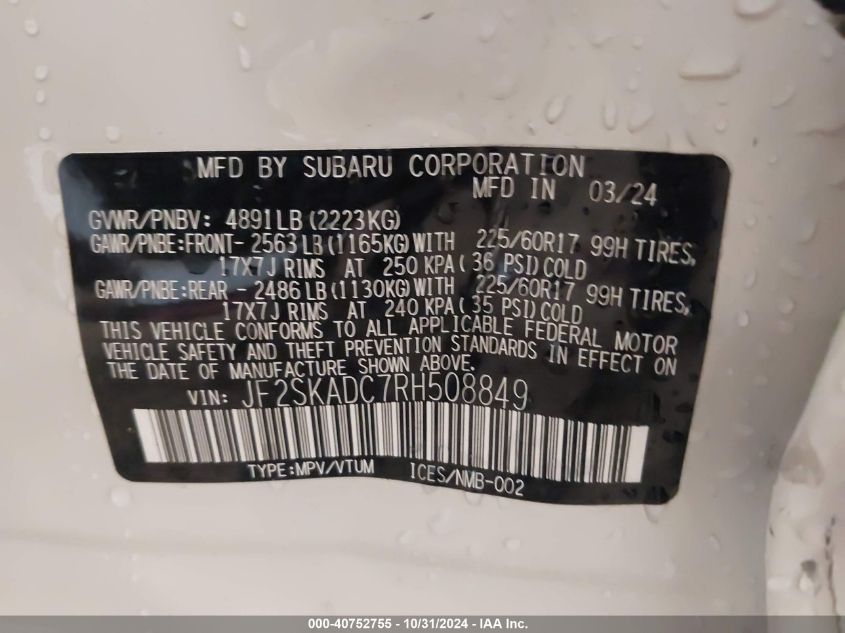 MFD BY SUBARU CORPORATION
MFD IN 03/24
GVWR/PNBV: 4891LB(2223KG)
GAWR/PNBE:FRONT- 2563LB(1165KG)WITH 225/60R17 99H TIRES,
17X7J RIMS AT 250 KPA( 36 PSI)COLD
GAWR/PNBE:REAR - 2486LB(1130KG)WITH 225/60R17 99H TIRES,
17X7J RIMS AT 240 KPA( 35 PSI)COLD
THIS VEHICLE CONFORMS TO ALL APPLICABLE FEDERAL MOTOR
VEHICLE SAFETY AND THEFT PREVENTION STANDARDS IN EFFECT ON
THE DATE OF MANUFACTURE SHOWN ABOVE.
VIN: JF2SKADC7RH508849
TYPE:MPV/VTUM ICES/NMB-002
000-40752755 - 10/31/2024 - IAA Inc.